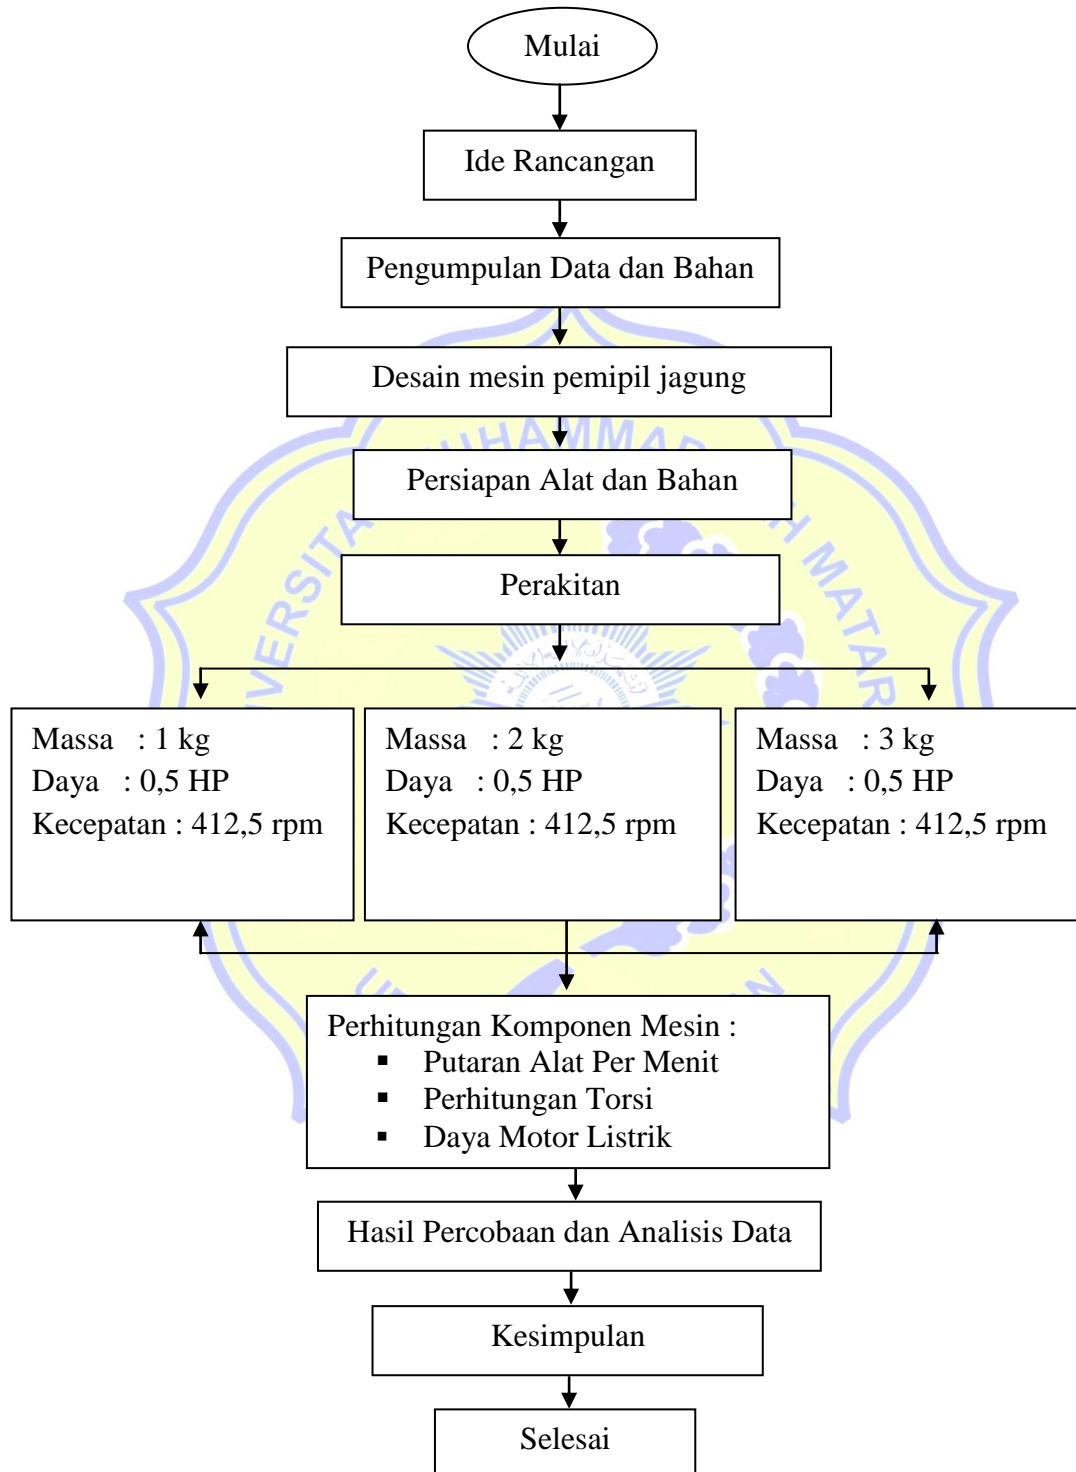 Mulai
Ide Rancangan
Pengumpulan Data dan Bahan
Desain mesin pemipil jagung
Persiapan Alat dan Bahan
Perakitan
Massa : 1 kg
Daya : 0,5 HP
Kecepatan : 412,5 rpm
Massa : 2 kg
Daya : 0,5 HP
Kecepatan : 412,5 rpm
Massa : 3 kg
Daya : 0,5 HP
Kecepatan : 412,5 rpm
Perhitungan Komponen Mesin :
▪ Putaran Alat Per Menit
▪ Perhitungan Torsi
▪ Daya Motor Listrik
Hasil Percobaan dan Analisis Data
Kesimpulan
Selesai